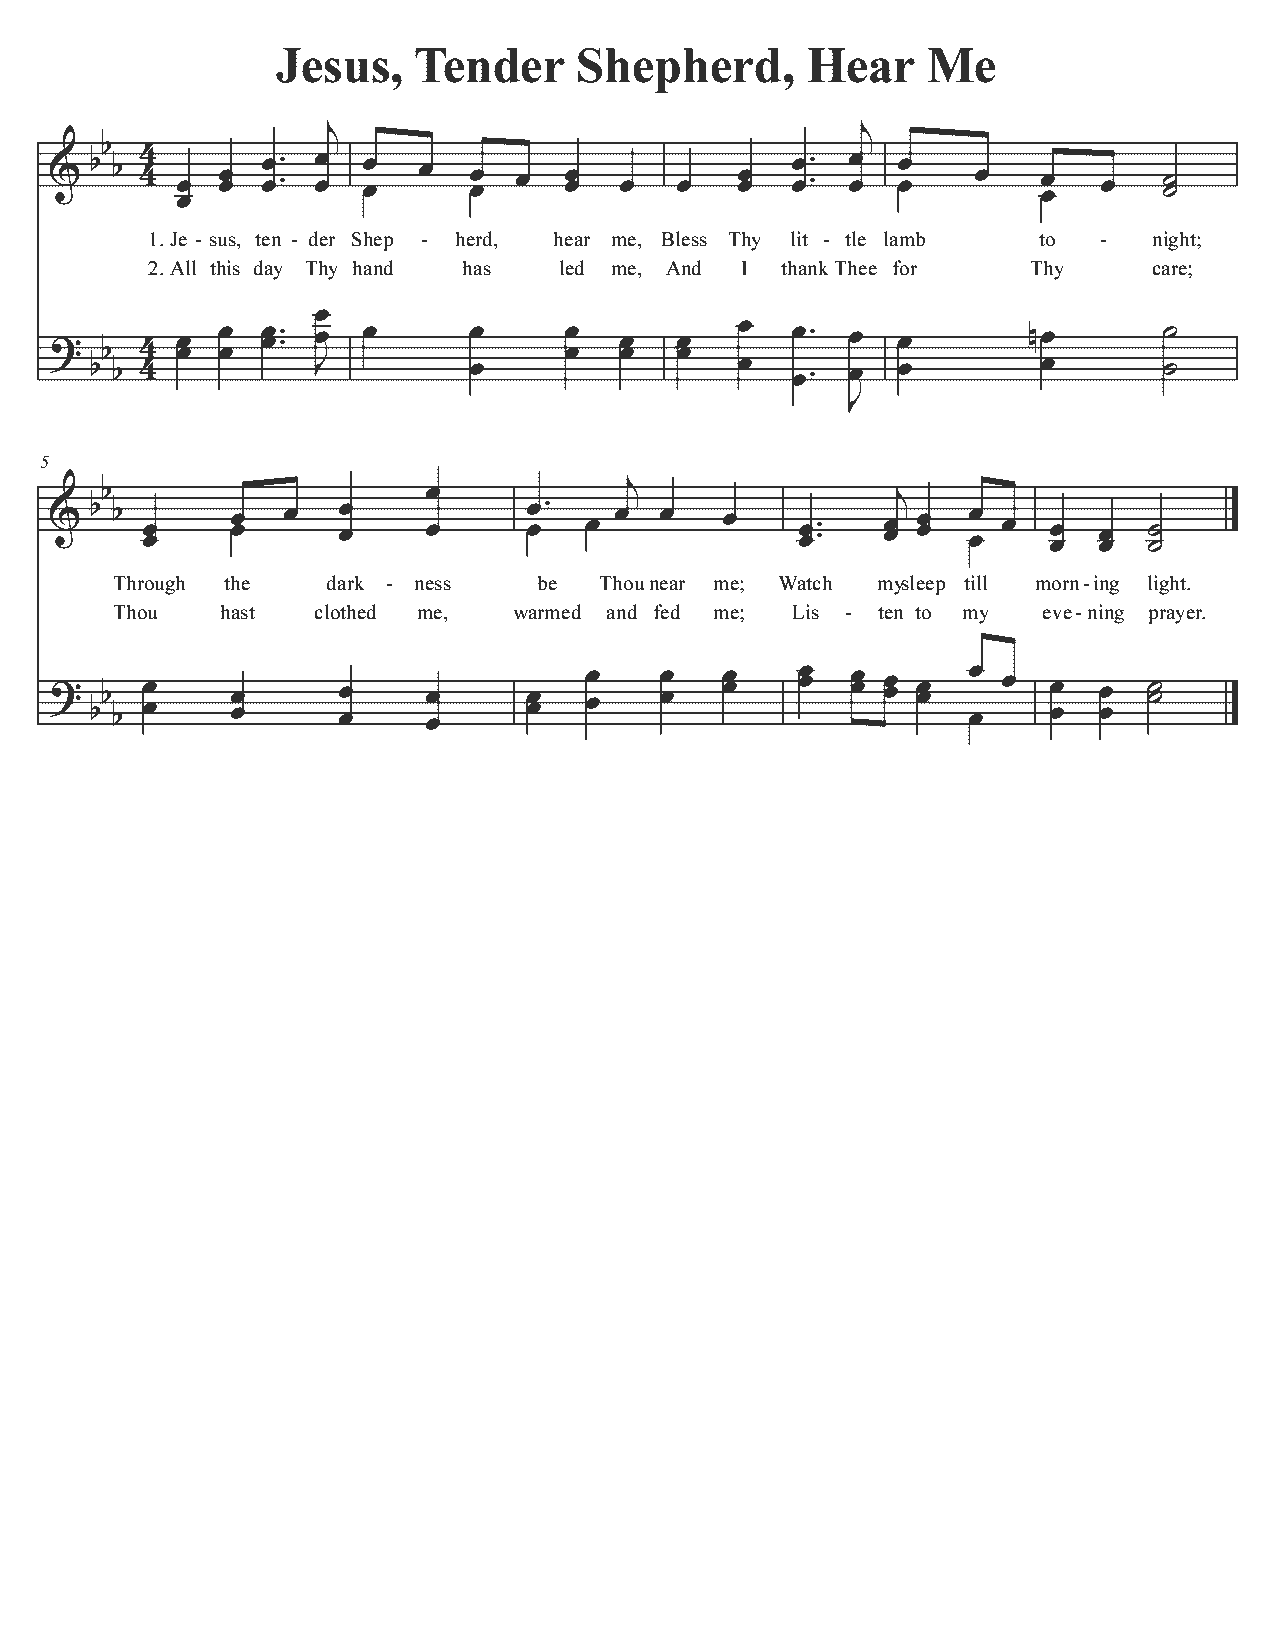 Jesus, Tender Shepherd, Hear Me
4 4
1. Je - sus, ten - der Shep - herd, hear me, Bless Thy lit - tle lamb to - night;
2. All this day Thy hand has led me, And I thank Thee for Thy care;
4 4
5
Through the dark - ness be Thou near me; Watch mysleep till morn - ing light.
Thou hast clothed me, warmed and fed me; Lis - ten to my eve - ning prayer.